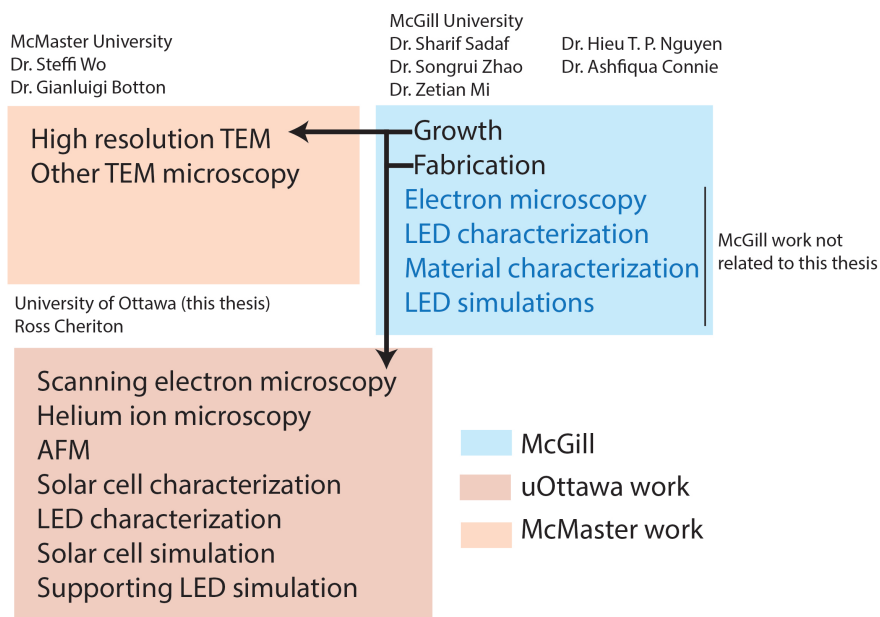 McMaster University
Dr. Steffi Wo
Dr. Gianluigi Botton
McGill University
Dr. Sharif Sadaf
Dr. Songrui Zhao
Dr. Zetian Mi
Dr. Hieu T. P. Nguyen
Dr. Ashfiqua Connie
High resolution TEM
Other TEM microscopy
Growth
Fabrication
Electron microscopy
LED characterization
Material characterization
LED simulations
McGill work not
related to this thesis
University of Ottawa (this thesis)
Ross Cheriton
Scanning electron microscopy
Helium ion microscopy
AFM
Solar cell characterization
LED characterization
Solar cell simulation
Supporting LED simulation
McGill
uOttawa work
McMaster work